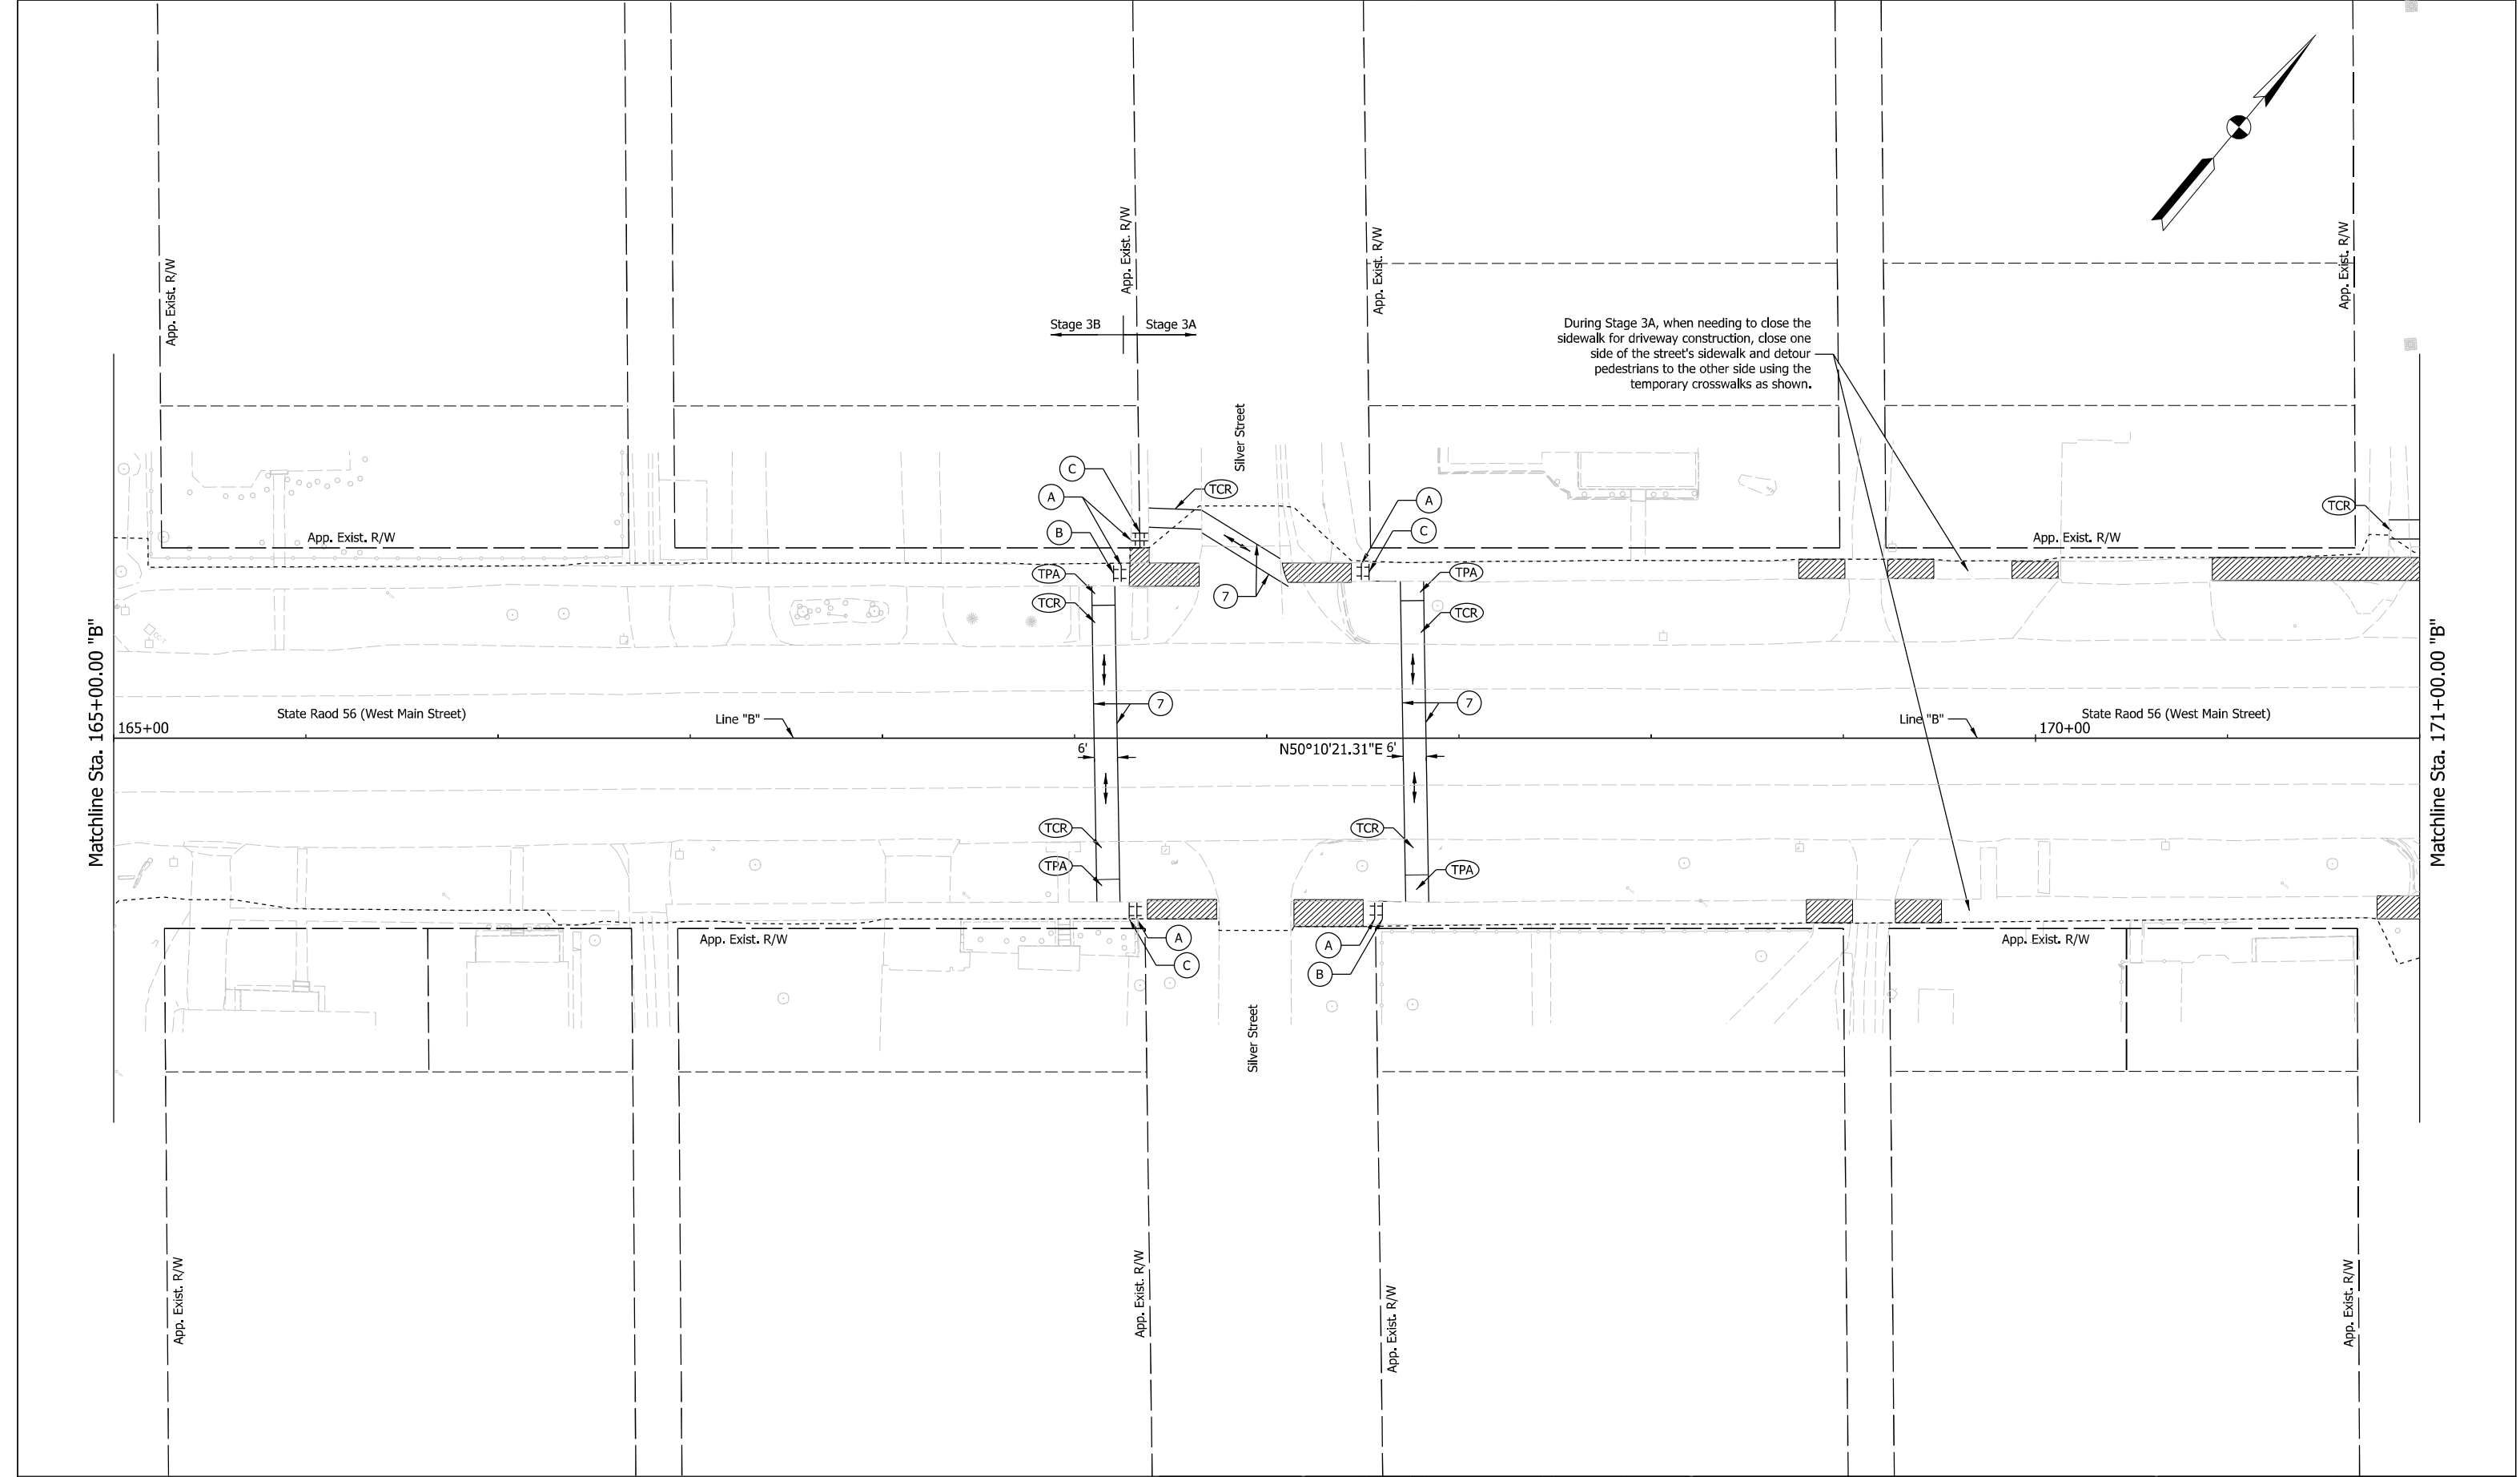 App. Exist. R/W
App. Exist. R/W
App. Exist. R/W
App. Exist. R/W
Stage 3B
Stage 3A
During Stage 3A, when needing to close the
sidewalk for driveway construction, close one
side of the street's sidewalk and detour
pedestrians to the other side using the
temporary crosswalks as shown.
Silver Street
C
A
B
TCR
A
C
TCR
App. Exist. R/W
App. Exist. R/W
TPA
TCR
7
TPA
TCR
7
7
Matchline Sta. 165+00.00 "B"
Matchline Sta. 171+00.00 "B"
165+00
State Raod 56 (West Main Street)
Line "B"
6'
N50°10'21.31"E
6'
Line "B"
170+00
State Raod 56 (West Main Street)
TCR
TPA
TCR
TPA
App. Exist. R/W
A
C
A
B
App. Exist. R/W
Silver Street
App. Exist. R/W
App. Exist. R/W
App. Exist. R/W
App. Exist. R/W